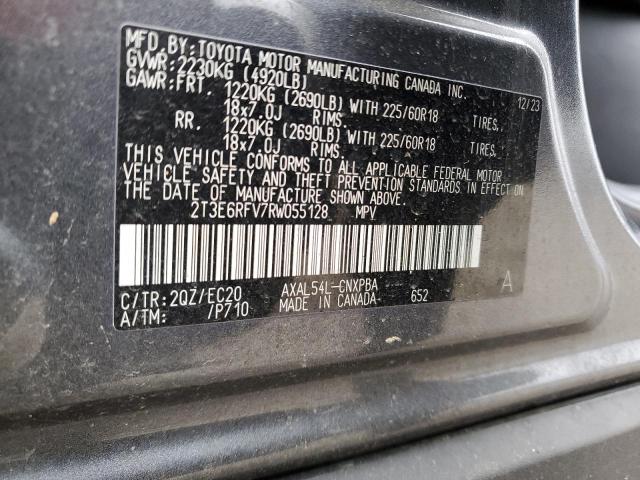 MFD.BY:TOYOTA MOTOR MANUFACTURING CANADA INC.
GVWR:2230KG (4920LB) 12/23
GAWR:FRT. 1220KG (2690LB) WITH 225/60R18 TIRES,
18x7.0J RIMS.
RR. 1220KG (2690LB) WITH 225/60R18 TIRES,
18x7.0J RIMS.
THIS VEHICLE CONFORMS TO ALL APPLICABLE FEDERAL MOTOR
VEHICLE SAFETY AND THEFT PREVENTION STANDARDS IN EFFECT ON
THE DATE OF MANUFACTURE SHOWN ABOVE.
2T3E6RFV7RW055128 MPV
C/TR:2QZ/EC20 AXAL54L-CNXPBA A
A/TM: /P710 MADE IN CANADA 652